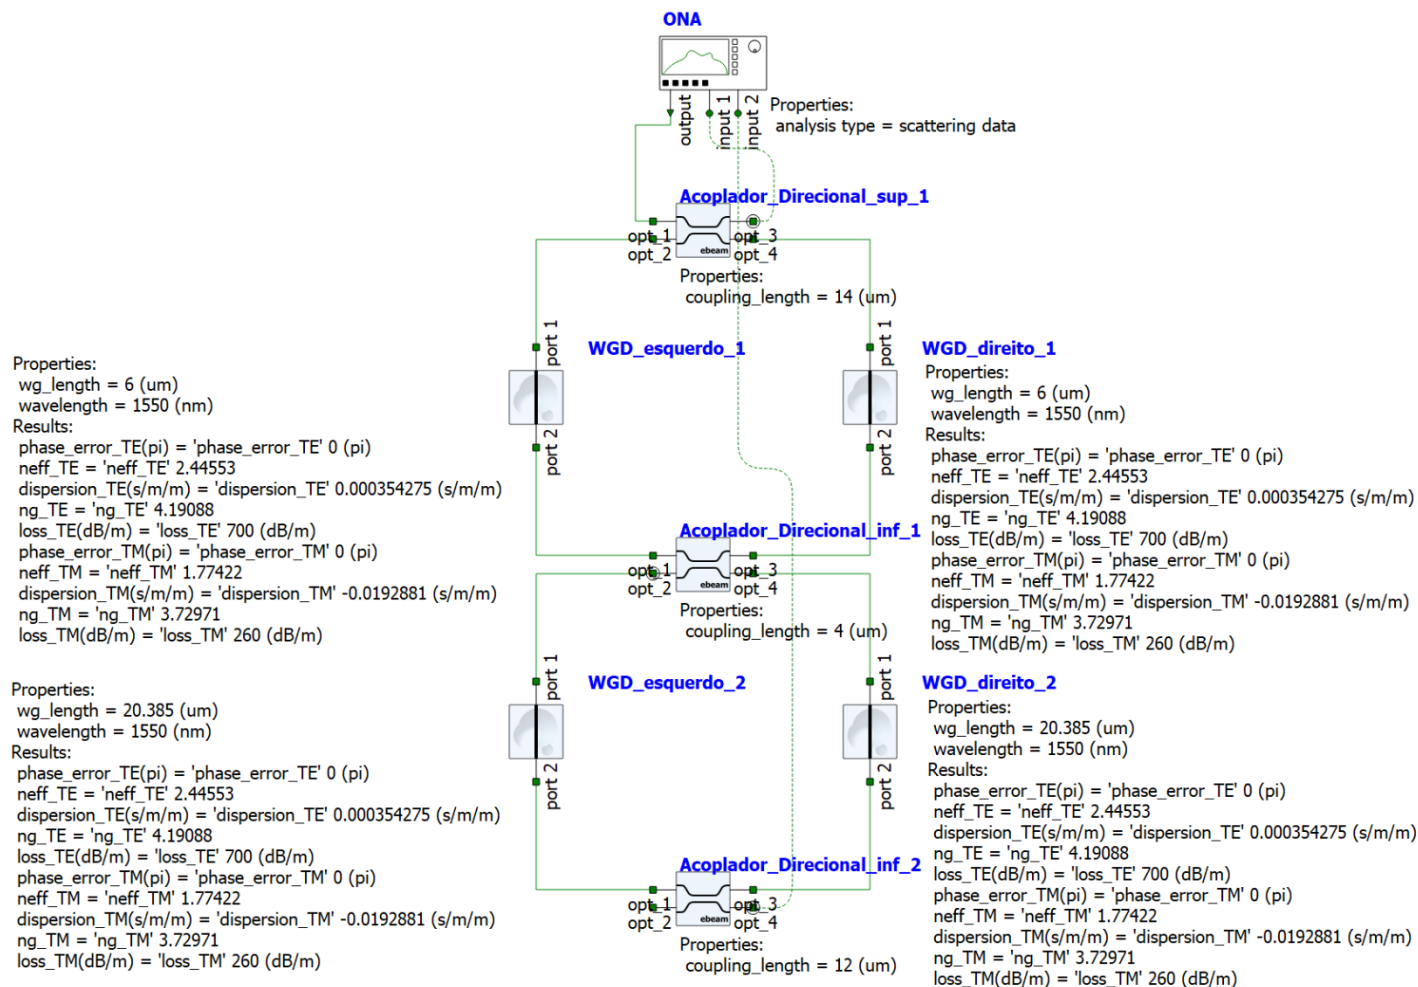 ONA
output
input 1
input 2
Properties:
analysis type = scattering data
Acoplador_Direcional_sup_1
opt_1
opt_2
opt_3
opt_4
ebeam
Properties:
coupling_length = 14 (um)
WGD_esquerdo_1
port 1
port 2
Properties:
wg_length = 6 (um)
wavelength = 1550 (nm)
Results:
phase_error_TE(pi) = 'phase_error_TE' 0 (pi)
neff_TE = 'neff_TE' 2.44553
dispersion_TE(s/m/m) = 'dispersion_TE' 0.000354275 (s/m/m)
ng_TE = 'ng_TE' 4.19088
loss_TE(dB/m) = 'loss_TE' 700 (dB/m)
phase_error_TM(pi) = 'phase_error_TM' 0 (pi)
neff_TM = 'neff_TM' 1.77422
dispersion_TM(s/m/m) = 'dispersion_TM' -0.0192881 (s/m/m)
ng_TM = 'ng_TM' 3.72971
loss_TM(dB/m) = 'loss_TM' 260 (dB/m)
WGD_direito_1
port 1
port 2
Properties:
wg_length = 6 (um)
wavelength = 1550 (nm)
Results:
phase_error_TE(pi) = 'phase_error_TE' 0 (pi)
neff_TE = 'neff_TE' 2.44553
dispersion_TE(s/m/m) = 'dispersion_TE' 0.000354275 (s/m/m)
ng_TE = 'ng_TE' 4.19088
loss_TE(dB/m) = 'loss_TE' 700 (dB/m)
phase_error_TM(pi) = 'phase_error_TM' 0 (pi)
neff_TM = 'neff_TM' 1.77422
dispersion_TM(s/m/m) = 'dispersion_TM' -0.0192881 (s/m/m)
ng_TM = 'ng_TM' 3.72971
loss_TM(dB/m) = 'loss_TM' 260 (dB/m)
Acoplador_Direcional_inf_1
opt_1
opt_2
opt_3
opt_4
ebeam
Properties:
coupling_length = 4 (um)
WGD_esquerdo_2
port 1
port 2
Properties:
wg_length = 20.385 (um)
wavelength = 1550 (nm)
Results:
phase_error_TE(pi) = 'phase_error_TE' 0 (pi)
neff_TE = 'neff_TE' 2.44553
dispersion_TE(s/m/m) = 'dispersion_TE' 0.000354275 (s/m/m)
ng_TE = 'ng_TE' 4.19088
loss_TE(dB/m) = 'loss_TE' 700 (dB/m)
phase_error_TM(pi) = 'phase_error_TM' 0 (pi)
neff_TM = 'neff_TM' 1.77422
dispersion_TM(s/m/m) = 'dispersion_TM' -0.0192881 (s/m/m)
ng_TM = 'ng_TM' 3.72971
loss_TM(dB/m) = 'loss_TM' 260 (dB/m)
WGD_direito_2
port 1
port 2
Properties:
wg_length = 20.385 (um)
wavelength = 1550 (nm)
Results:
phase_error_TE(pi) = 'phase_error_TE' 0 (pi)
neff_TE = 'neff_TE' 2.44553
dispersion_TE(s/m/m) = 'dispersion_TE' 0.000354275 (s/m/m)
ng_TE = 'ng_TE' 4.19088
loss_TE(dB/m) = 'loss_TE' 700 (dB/m)
phase_error_TM(pi) = 'phase_error_TM' 0 (pi)
neff_TM = 'neff_TM' 1.77422
dispersion_TM(s/m/m) = 'dispersion_TM' -0.0192881 (s/m/m)
ng_TM = 'ng_TM' 3.72971
loss_TM(dB/m) = 'loss_TM' 260 (dB/m)
Acoplador_Direcional_inf_2
opt_1
opt_2
opt_3
opt_4
ebeam
Properties:
coupling_length = 12 (um)